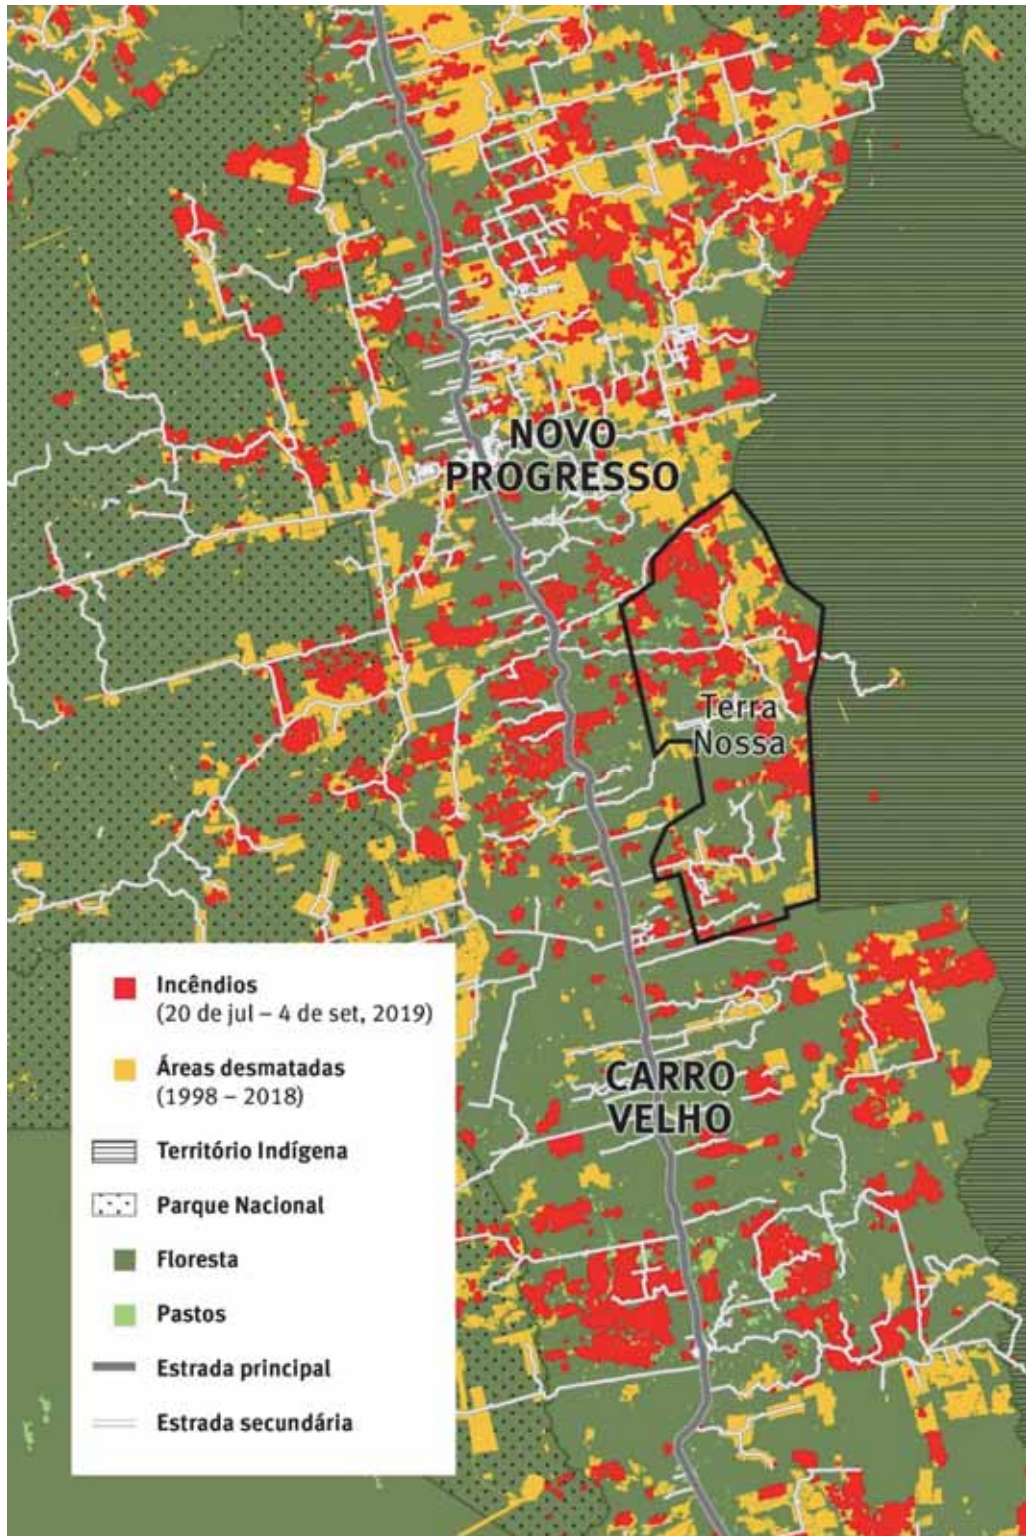 NOVO
PROGRESSO
Terra
Nossa
CARRO
VELHO
Incêndios
(20 de jul – 4 de set, 2019)
Áreas desmatadas
(1998 – 2018)
Território Indígena
Parque Nacional
Floresta
Pastos
Estrada principal
Estrada secundária